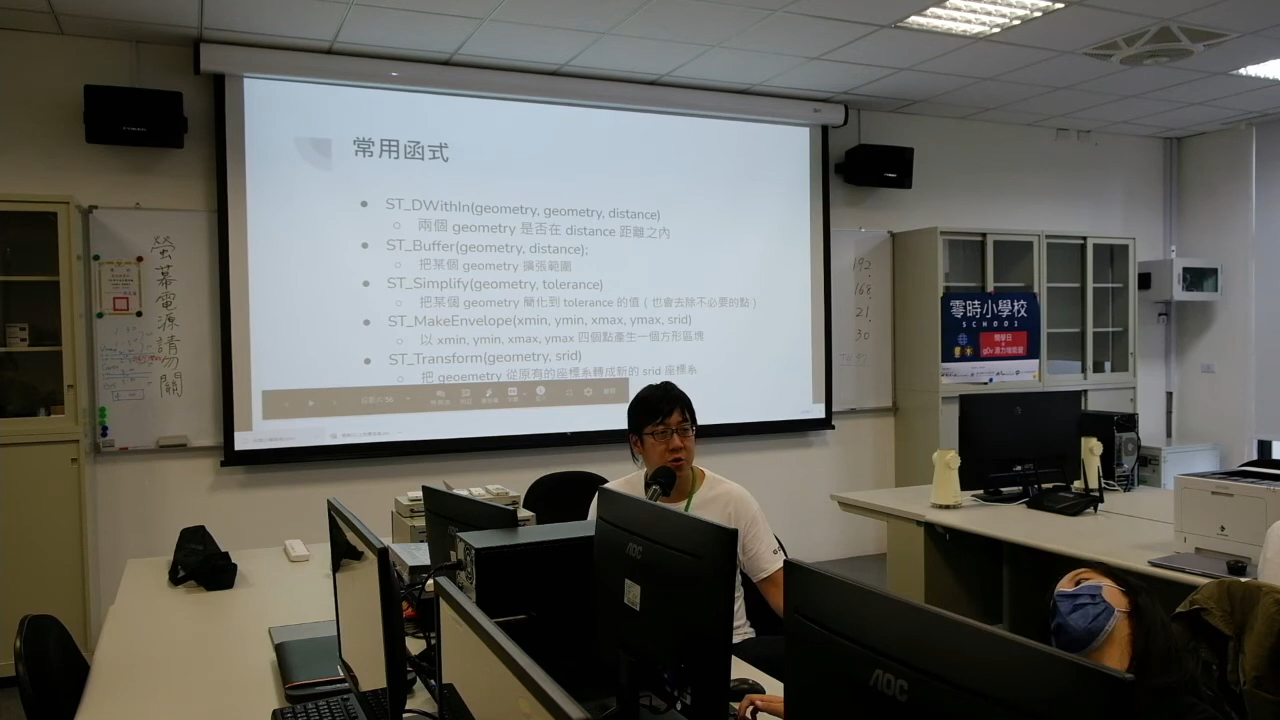 常用函式
ST_DWithIn(geometry, geometry, distance)
兩個 geometry 是否在 distance 距離之內
ST_Buffer(geometry, distance);
把某個 geometry 擴張範圍
ST_Simplify(geometry, tolerance)
把某個 geometry 簡化到 tolerance 的值 ( 也會去除不必要的點 )
ST_MakeEnvelope(xmin, ymin, xmax, ymax, srid)
以 xmin, ymin, xmax, ymax 四個點產生一個方形區塊
ST_Transform(geometry, srid)
把 geoemetry 從原有的座標系轉成新的 srid 座標系
螢幕電源請勿關
192.
168.
21.
30
零時小學校
SCHOOL
開學日
AOC
AOC